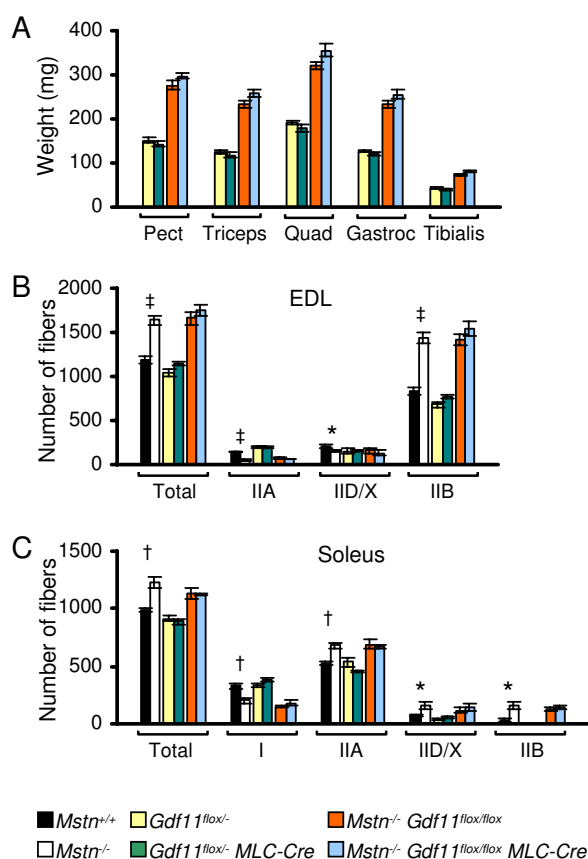 A
Weight (mg)
400
300
200
100
0
Pect Triceps Quad Gastroc Tibialis
B
EDL
Number of fibers
2000
1500
1000
500
0
‡ ‡ * ‡
Total IIA IID/X IIB
C
Soleus
Number of fibers
1500
1000
500
0
† † † * *
Total I IIA IID/X IIB
Mstn+/+ Gdf11flox/- Mstn-/- Gdf11flox/flox
Mstn-/- Gdf11flox/- MLC-Cre Mstn-/- Gdf11flox/flox MLC-Cre